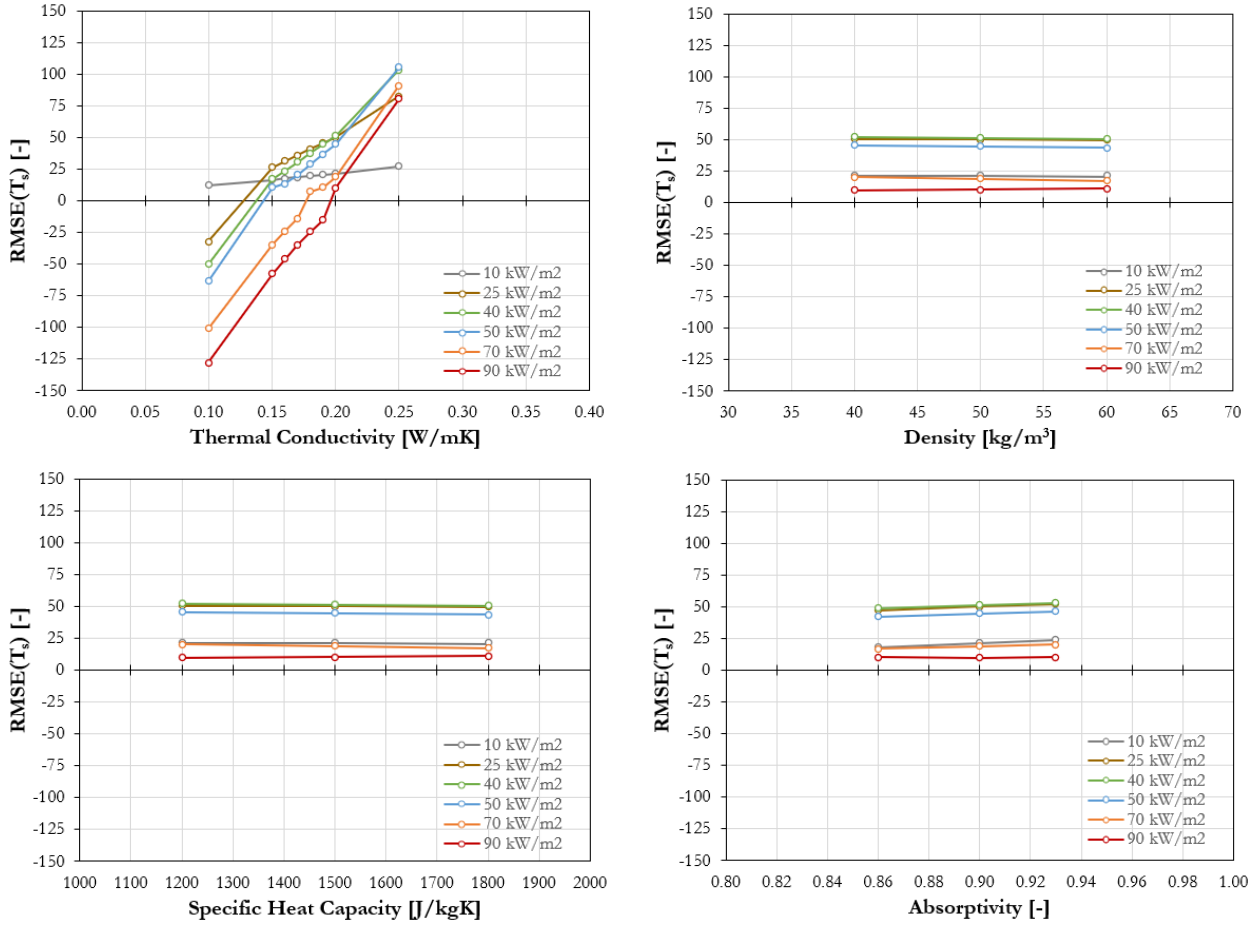 150
125
100
75
50
25
0
-25
-50
-75
-100
-125
-150
RMSE(Ts) [-]
0.00 0.05 0.10 0.15 0.20 0.25 0.30 0.35 0.40
Thermal Conductivity [W/mK]
10 kW/m2
25 kW/m2
40 kW/m2
50 kW/m2
70 kW/m2
90 kW/m2
150
125
100
75
50
25
0
-25
-50
-75
-100
-125
-150
RMSE(Ts) [-]
30 35 40 45 50 55 60 65 70
Density [kg/m³]
10 kW/m2
25 kW/m2
40 kW/m2
50 kW/m2
70 kW/m2
90 kW/m2
150
125
100
75
50
25
0
-25
-50
-75
-100
-125
-150
RMSE(Ts) [-]
1000 1100 1200 1300 1400 1500 1600 1700 1800 1900 2000
Specific Heat Capacity [J/kgK]
10 kW/m2
25 kW/m2
40 kW/m2
50 kW/m2
70 kW/m2
90 kW/m2
150
125
100
75
50
25
0
-25
-50
-75
-100
-125
-150
RMSE(Ts) [-]
0.80 0.82 0.84 0.86 0.88 0.90 0.92 0.94 0.96 0.98 1.00
Absorptivity [-]
10 kW/m2
25 kW/m2
40 kW/m2
50 kW/m2
70 kW/m2
90 kW/m2